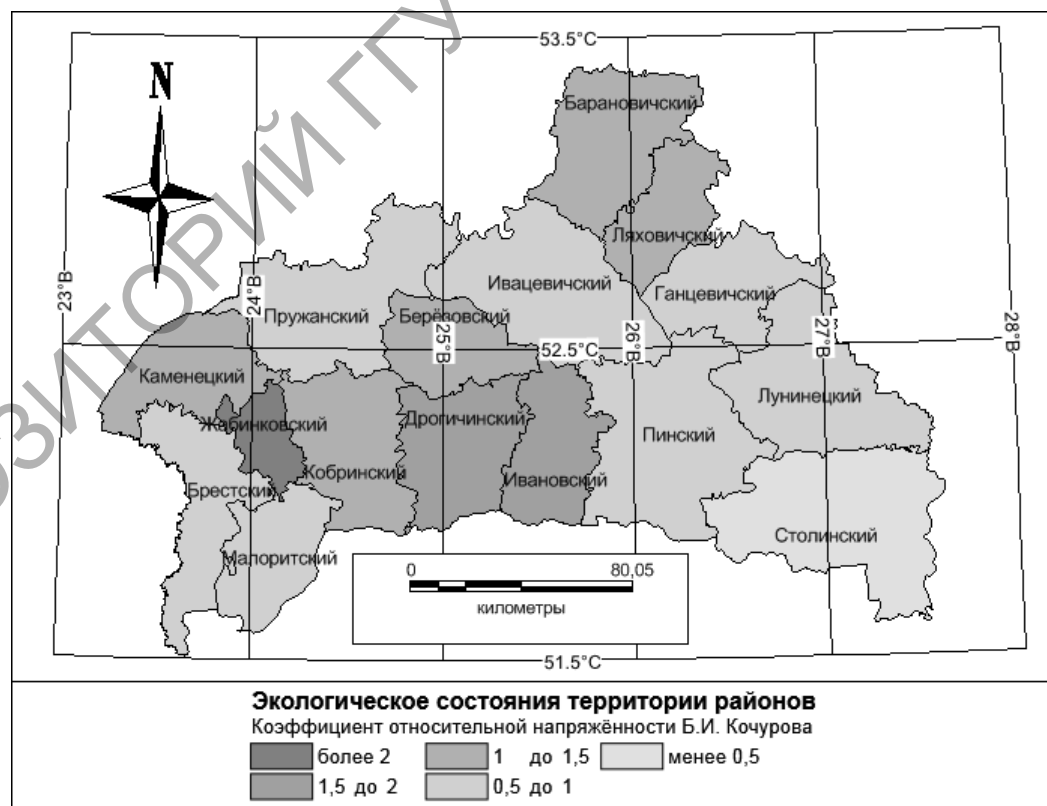 РЕПОЗИТОРИЙ ГГУ
N
53.5°С
23°В
24°В
25°В
26°В
27°В
28°В
52.5°С
51.5°С
Барановичский
Ляховичский
Ивацевичский
Ганцевичский
Пружанский
Берёзовский
Каменецкий
Лунинецкий
Жабинковский
Дрогичинский
Пинский
Кобринский
Ивановский
Брестский
Столинский
Малоритский
0 80,05
километры
Экологическое состояния территории районов
Коэффициент относительной напряжённости Б.И. Кочурова
более 2 1 до 1,5 менее 0,5
1,5 до 2 0,5 до 1